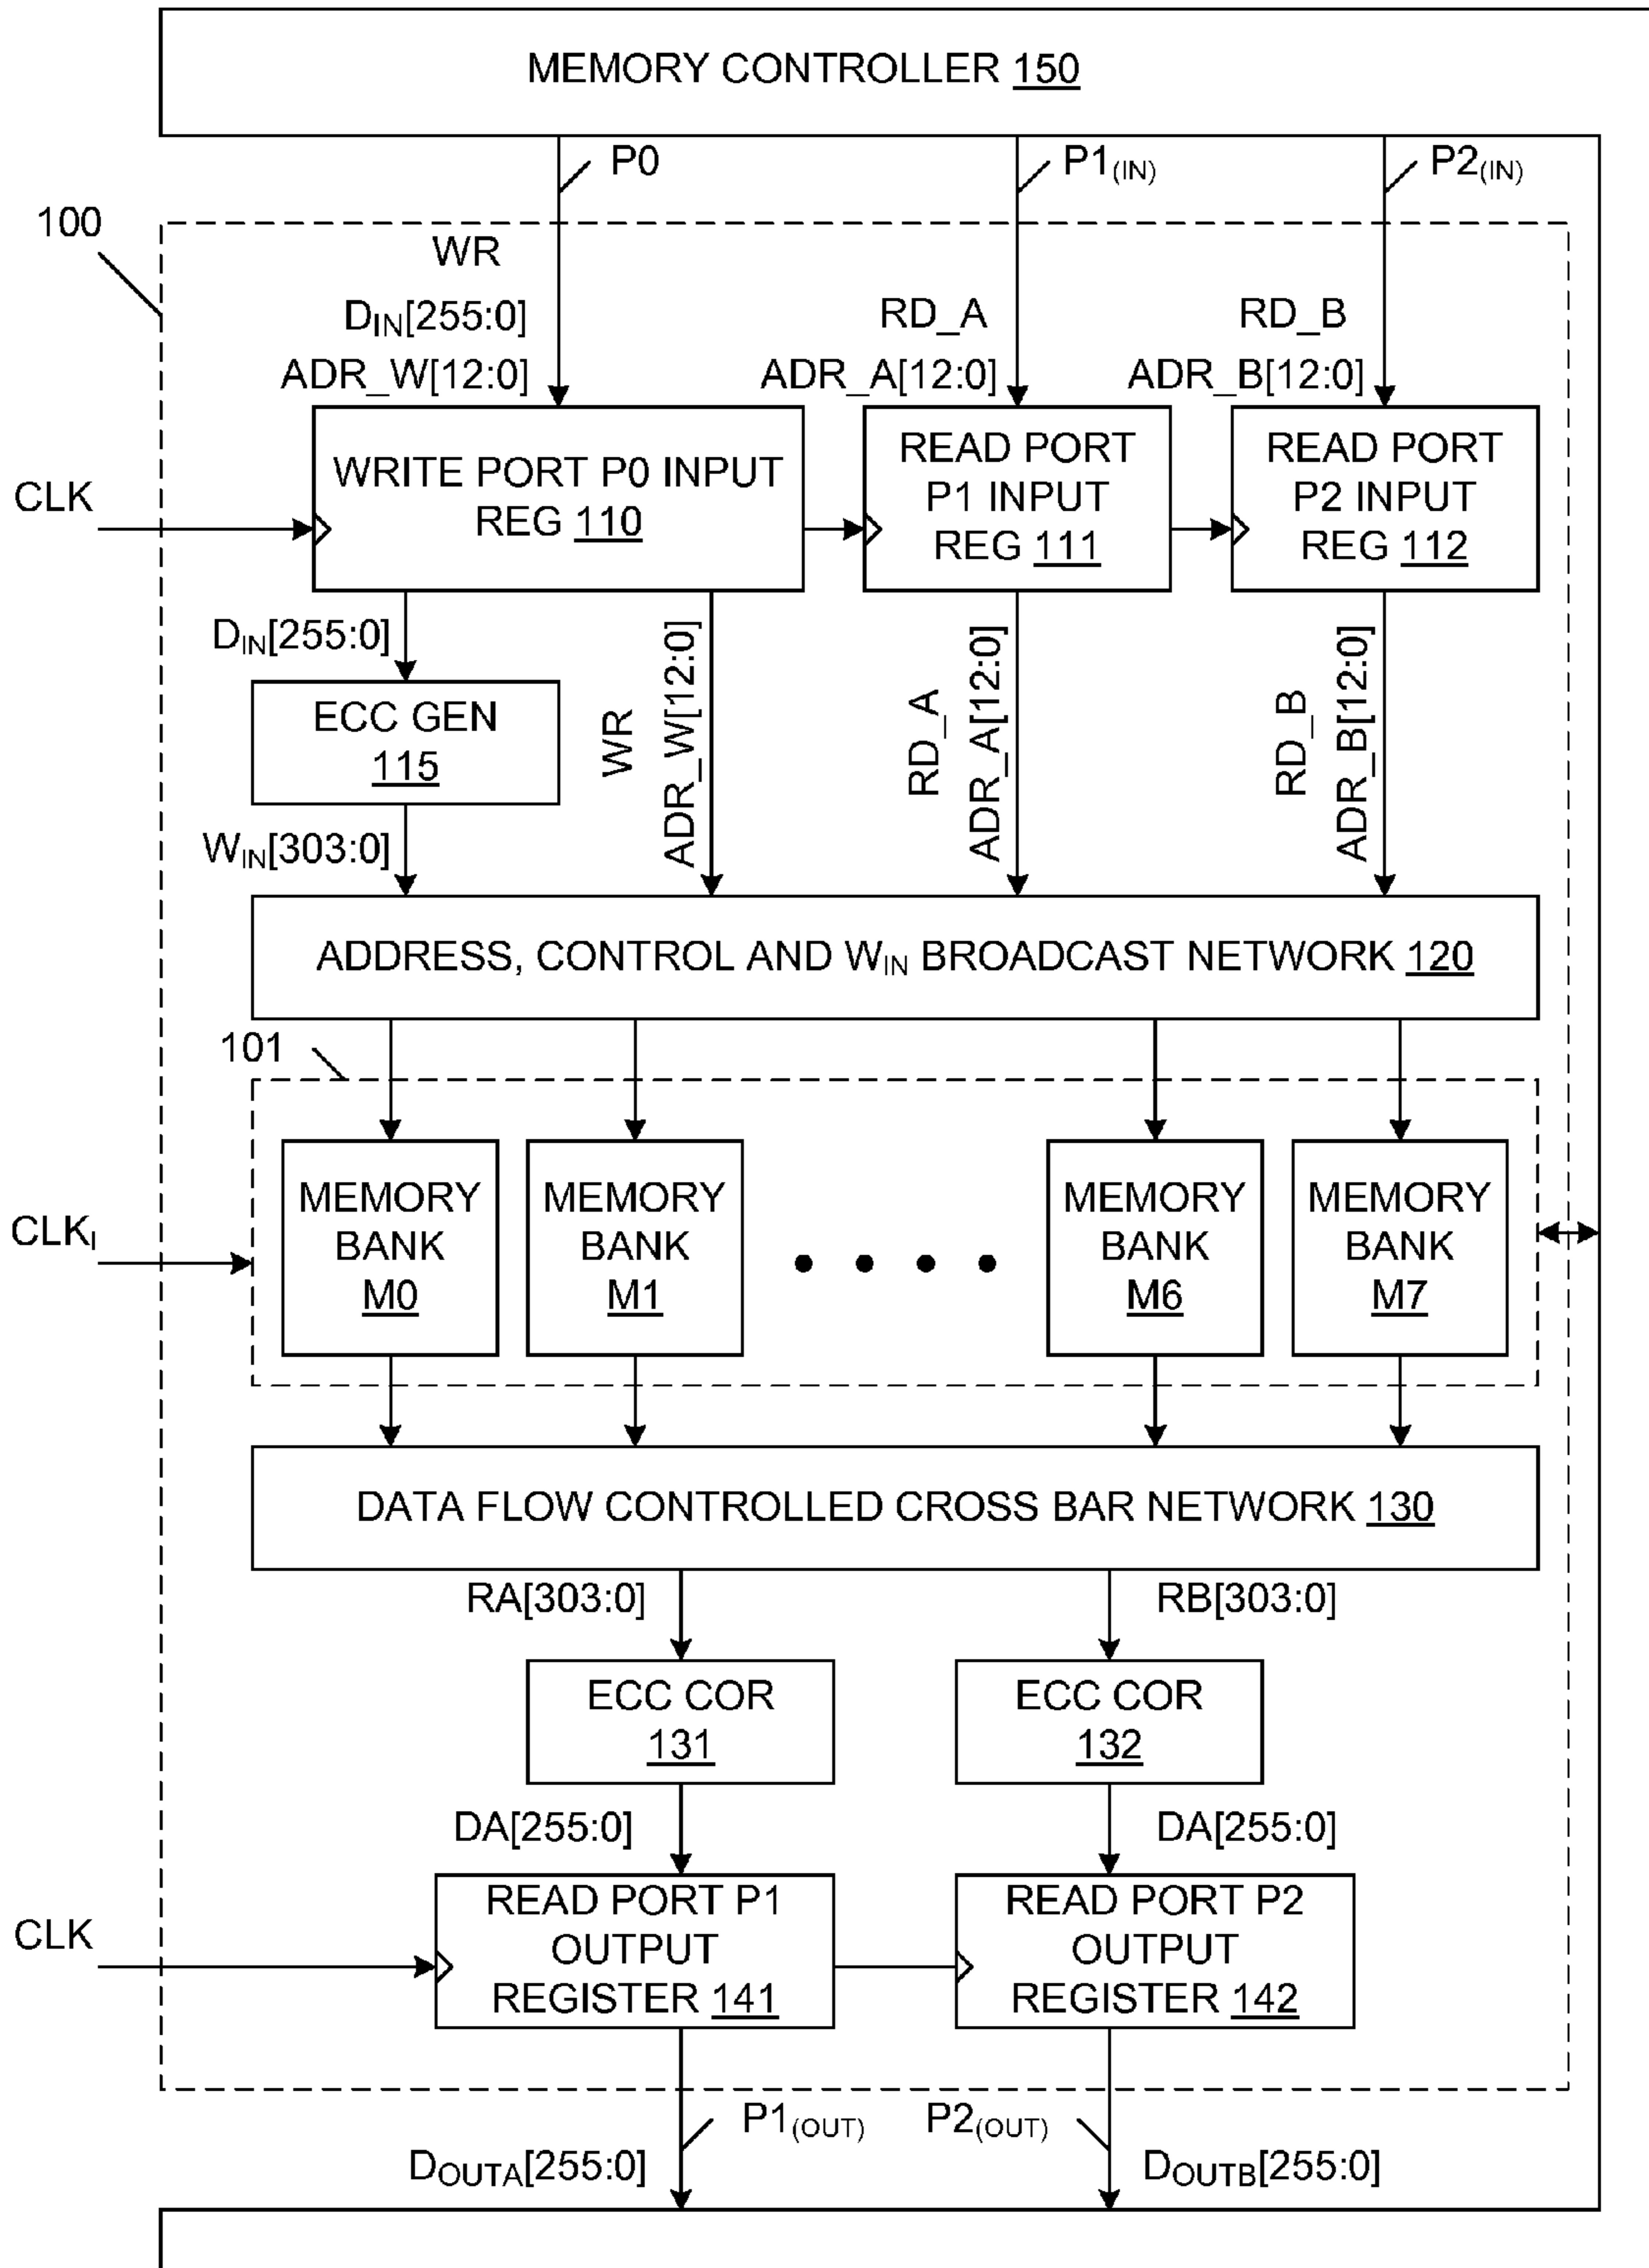 MEMORY CONTROLLER 150
P0
P1(IN)
P2(IN)
100
WR
DIN[255:0]
ADR_W[12:0]
RD_A
ADR_A[12:0]
RD_B
ADR_B[12:0]
CLK
WRITE PORT P0 INPUT
REG 110
READ PORT
P1 INPUT
REG 111
READ PORT
P2 INPUT
REG 112
DIN[255:0]
ECC GEN
115
WIN[303:0]
WR
ADR_W[12:0]
RD_A
ADR_A[12:0]
RD_B
ADR_B[12:0]
ADDRESS, CONTROL AND WIN BROADCAST NETWORK 120
101
CLKI
MEMORY
BANK
M0
MEMORY
BANK
M1
MEMORY
BANK
M6
MEMORY
BANK
M7
DATA FLOW CONTROLLED CROSS BAR NETWORK 130
RA[303:0]
RB[303:0]
ECC COR
131
ECC COR
132
DA[255:0]
DA[255:0]
CLK
READ PORT P1
OUTPUT
REGISTER 141
READ PORT P2
OUTPUT
REGISTER 142
P1(OUT)
P2(OUT)
DOUTA[255:0]
DOUTB[255:0]